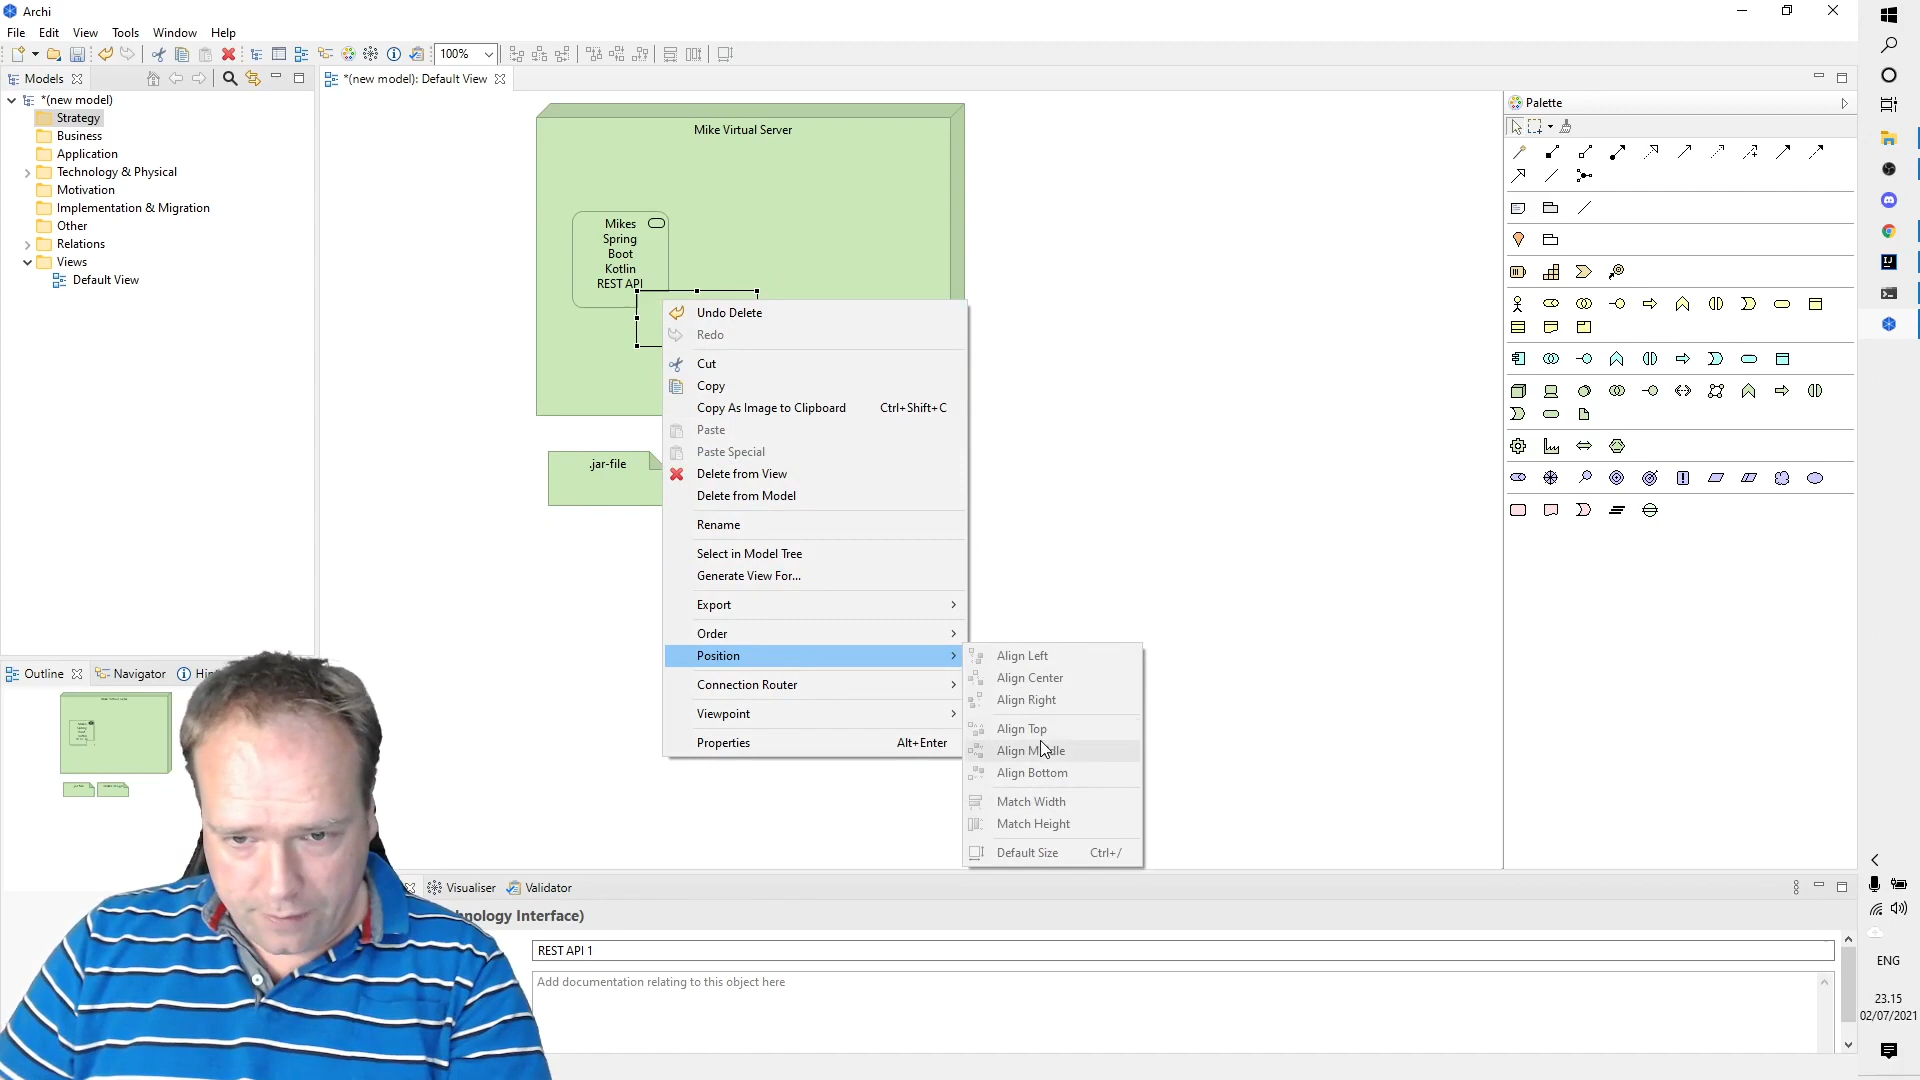 Archi
File Edit View Tools Window Help
100%
Models
*(new model): Default View
Palette
*(new model)
Strategy
Business
Application
Technology & Physical
Motivation
Implementation & Migration
Other
Relations
Views
Default View
Mike Virtual Server
Mikes
Spring
Boot
Kotlin
REST API
.jar-file
Undo Delete
Redo
Cut
Copy
Copy As Image to Clipboard Ctrl+Shift+C
Paste
Paste Special
Delete from View
Delete from Model
Rename
Select in Model Tree
Generate View For...
Export
Order
Position
Connection Router
Viewpoint
Properties Alt+Enter
Align Left
Align Center
Align Right
Align Top
Align Middle
Align Bottom
Match Width
Match Height
Default Size Ctrl+/
Outline
Navigator
Visualiser
Validator
REST API 1
Add documentation relating to this object here
ENG
23.15
02/07/2021